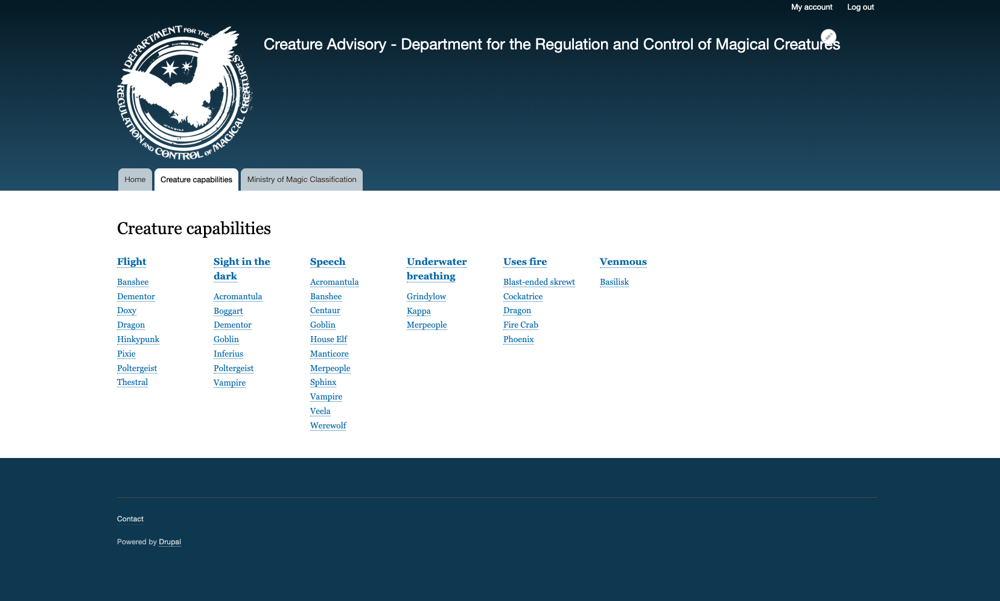 My account
Log out
DEPARTMENT FOR THE
REGULATION AND CONTROL OF MAGICAL CREATURES
Creature Advisory - Department for the Regulation and Control of Magical Creatures
Home
Creature capabilities
Ministry of Magic Classification
Creature capabilities
Flight
Banshee
Dementor
Doxy
Dragon
Hinkypunk
Pixie
Poltergeist
Thestral
Sight in the
dark
Acromantula
Boggart
Dementor
Goblin
Inferius
Poltergeist
Vampire
Speech
Acromantula
Banshee
Centaur
Goblin
House Elf
Manticore
Merpeople
Sphinx
Vampire
Veela
Werewolf
Underwater
breathing
Grindylow
Kappa
Merpeople
Uses fire
Blast-ended skrewt
Cockatrice
Dragon
Fire Crab
Phoenix
Venmous
Basilisk
Contact
Powered by Drupal